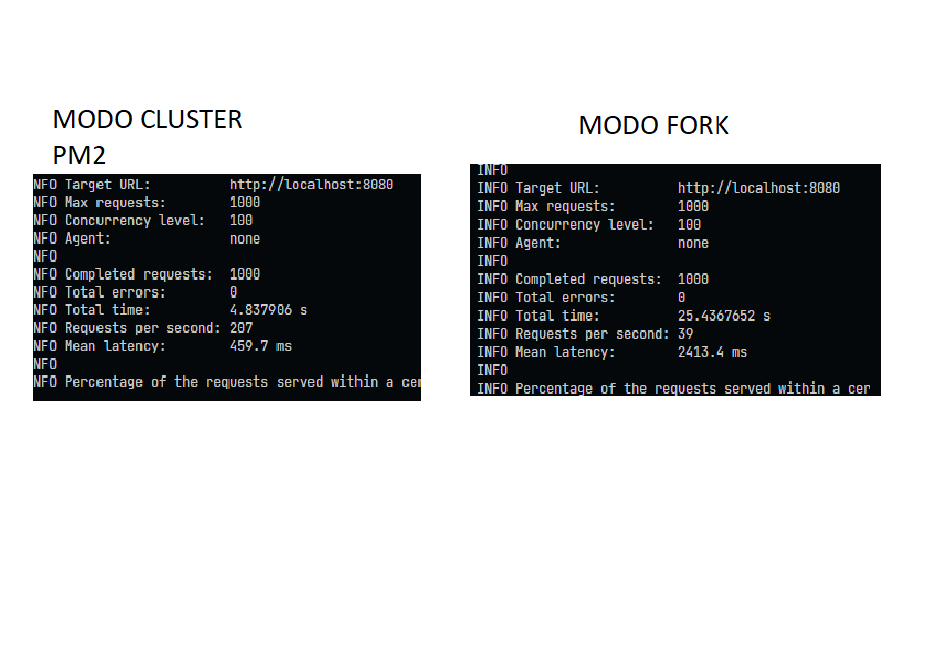 MODO CLUSTER
PM2
NFO Target URL: http://localhost:8080
NFO Max requests: 1000
NFO Concurrency level: 100
NFO Agent: none
NFO
NFO Completed requests: 1000
NFO Total errors: 0
NFO Total time: 4.837906 s
NFO Requests per second: 207
NFO Mean latency: 459.7 ms
NFO
NFO Percentage of the requests served within a cer
MODO FORK
INFO
INFO Target URL: http://localhost:8080
INFO Max requests: 1000
INFO Concurrency level: 100
INFO Agent: none
INFO
INFO Completed requests: 1000
INFO Total errors: 0
INFO Total time: 25.4367652 s
INFO Requests per second: 39
INFO Mean latency: 2413.4 ms
INFO
INFO Percentage of the requests served within a cer